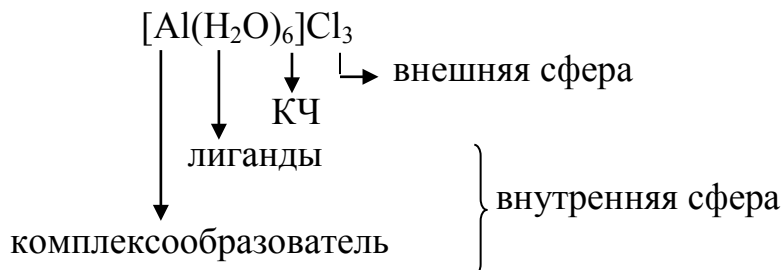 [Al(H₂O)₆]Cl₃
внешняя сфера
КЧ
лиганды
внутренняя сфера
комплексообразователь